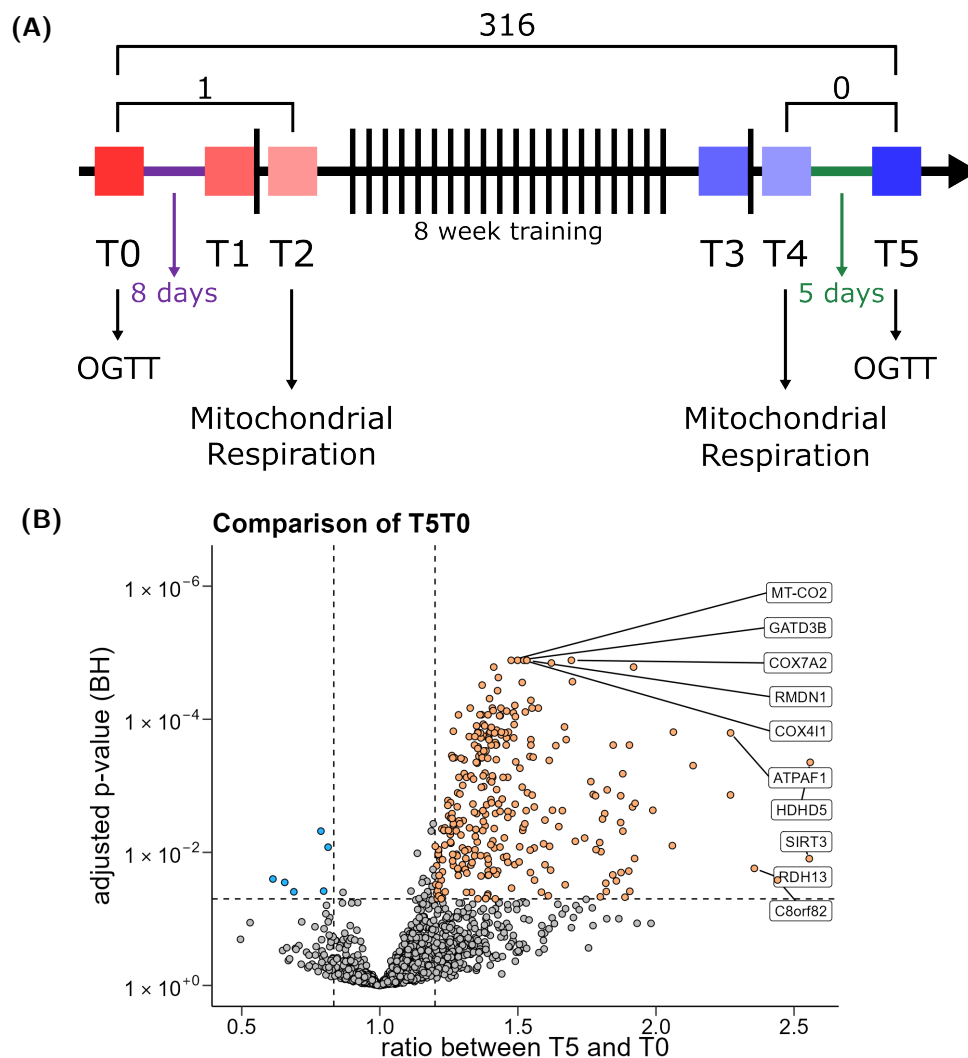 (A)
316
1
0
8 week training
T0
T1
T2
T3
T4
T5
8 days
5 days
OGTT
OGTT
Mitochondrial
Respiration
Mitochondrial
Respiration
(B)
Comparison of T5T0
adjusted p-value (BH)
1 × 10⁻⁶
1 × 10⁻⁴
1 × 10⁻²
1 × 10⁺⁰
MT-CO2
GATD3B
COX7A2
RMDN1
COX4I1
ATPAF1
HDHD5
SIRT3
RDH13
C8orf82
0.5
1.0
1.5
2.0
2.5
ratio between T5 and T0